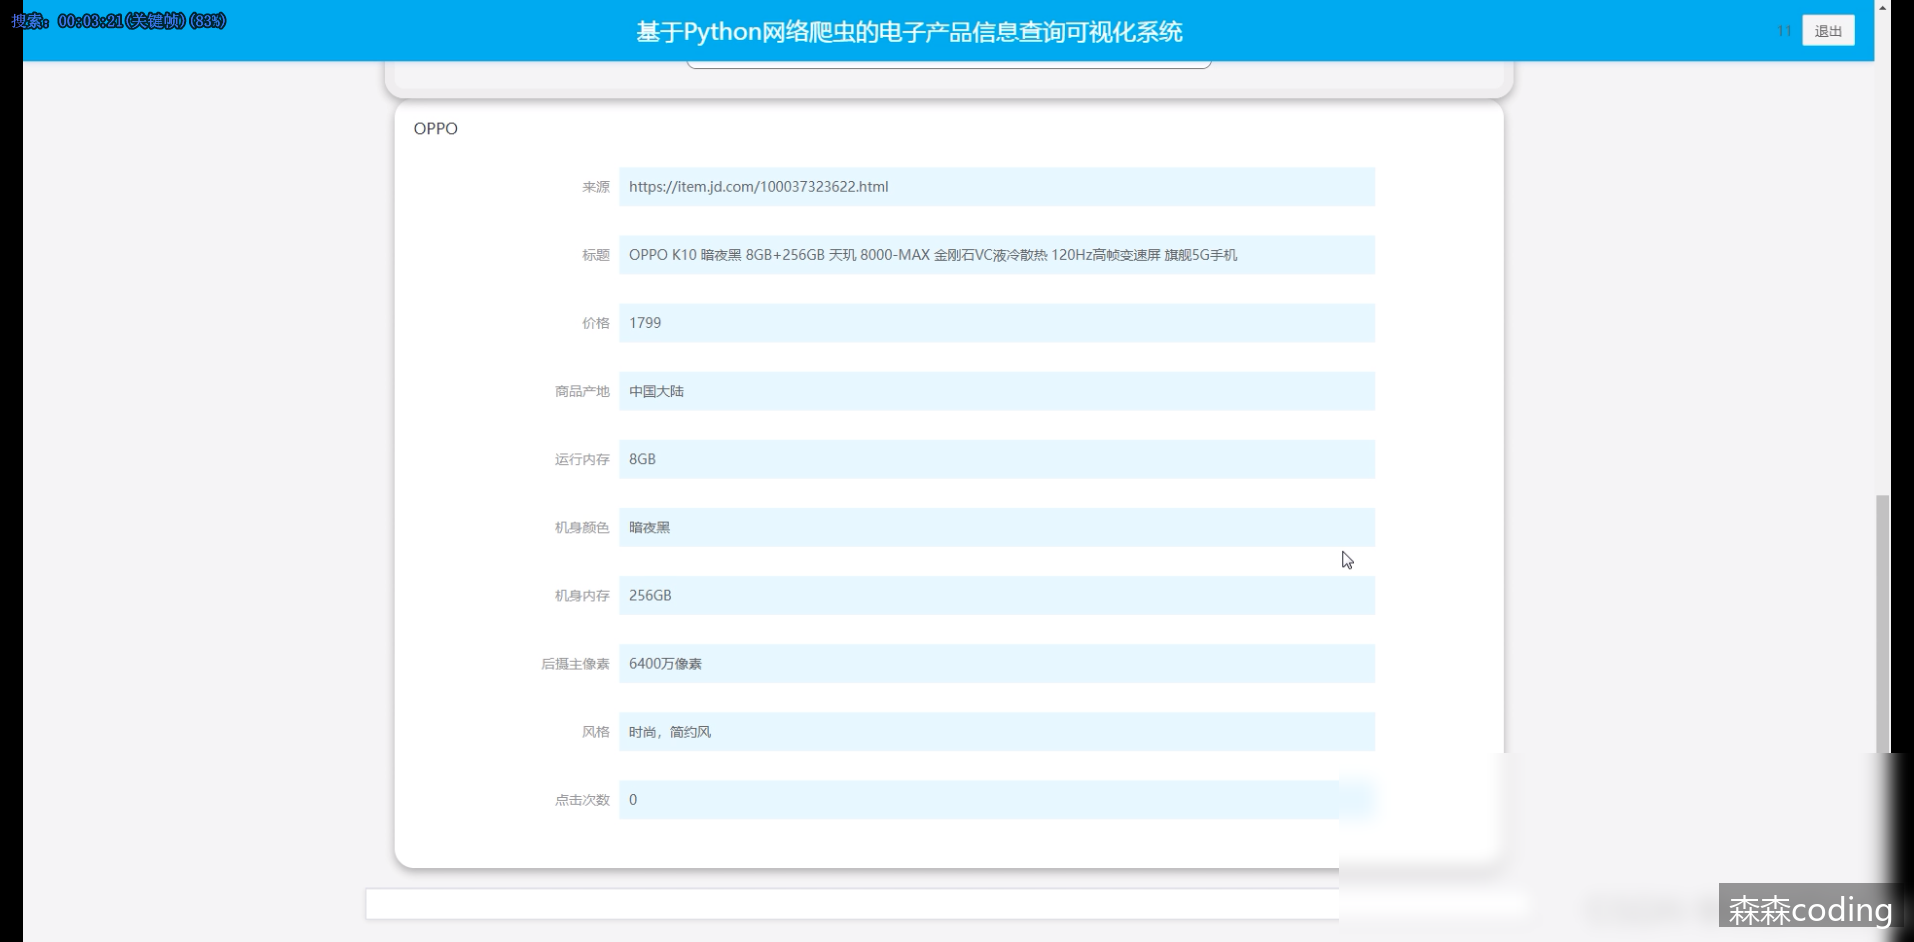 搜索: 00:03:21(关键帧)(83%)
基于Python网络爬虫的电子产品信息查询可视化系统
11
退出
OPPO
来源 https://item.jd.com/100037323622.html
标题 OPPO K10 暗夜黑 8GB+256GB 天玑 8000-MAX 金刚石VC液冷散热 120Hz高帧变速屏 旗舰5G手机
价格 1799
商品产地 中国大陆
运行内存 8GB
机身颜色 暗夜黑
机身内存 256GB
后摄主像素 6400万像素
风格 时尚，简约风
点击次数 0
森森coding